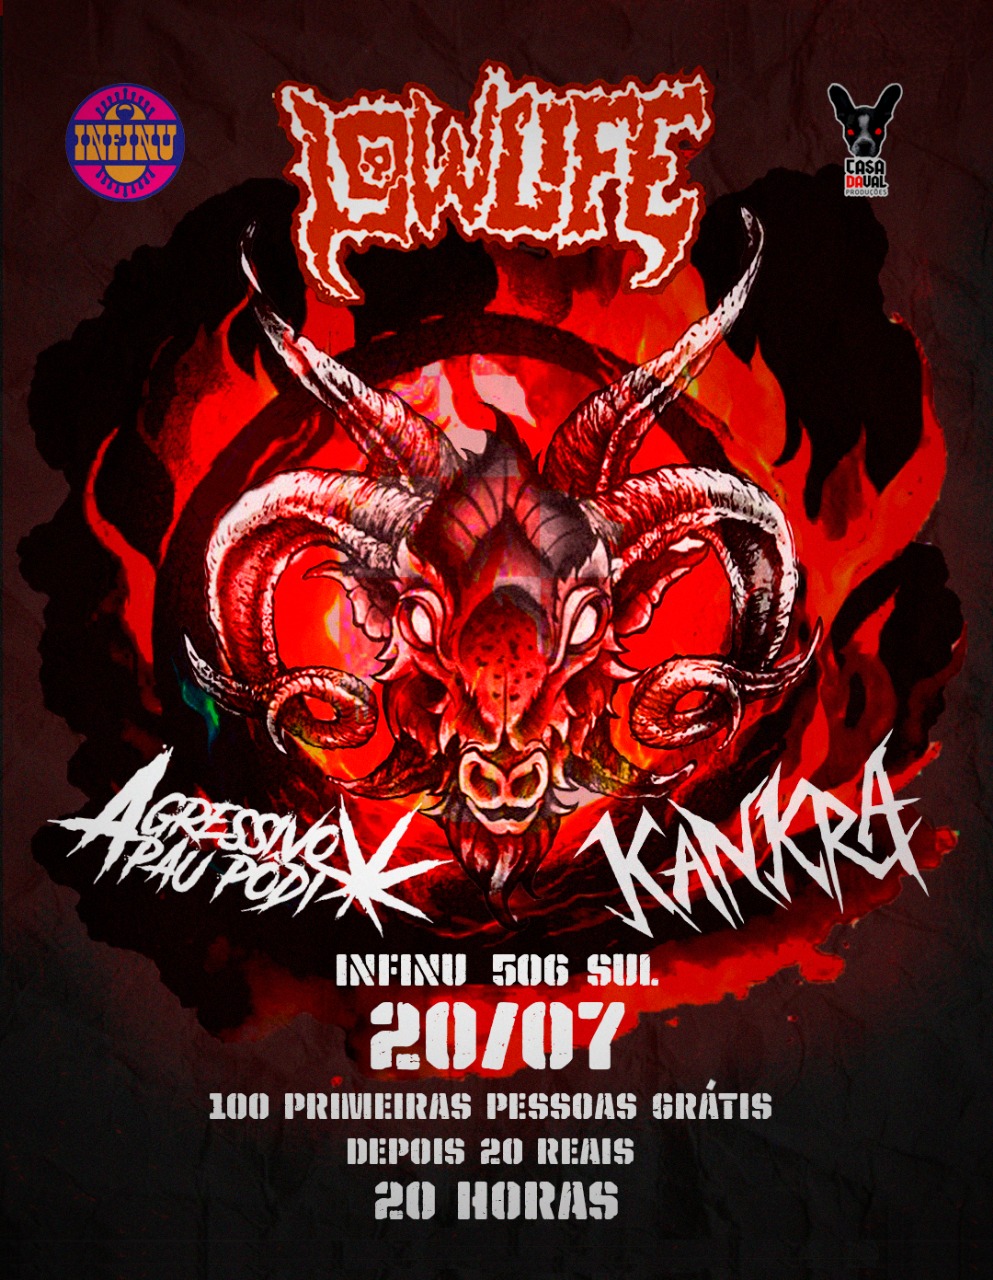 INFINU
LOWLIFE
CASA
DAVAL
PRODUÇÕES
AGRESSIVO
PAU PODI
KANKRA
INFINU 506 SUL
20/07
100 PRIMEIRAS PESSOAS GRÁTIS
DEPOIS 20 REAIS
20 HORAS